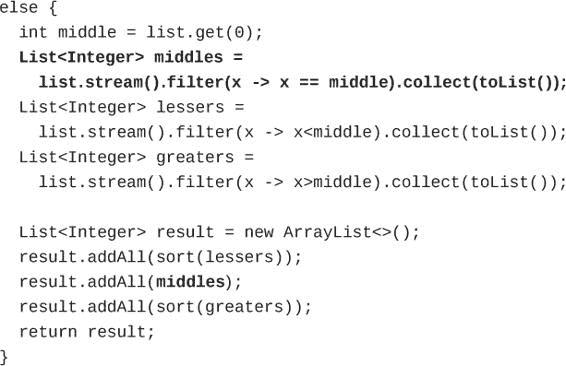 else {
  int middle = list.get(0);
  List<Integer> middles =
    list.stream().filter(x -> x == middle).collect(toList());
  List<Integer> lessers =
    list.stream().filter(x -> x<middle).collect(toList());
  List<Integer> greaters =
    list.stream().filter(x -> x>middle).collect(toList());

  List<Integer> result = new ArrayList<>();
  result.addAll(sort(lessers));
  result.addAll(middles);
  result.addAll(sort(greaters));
  return result;
}